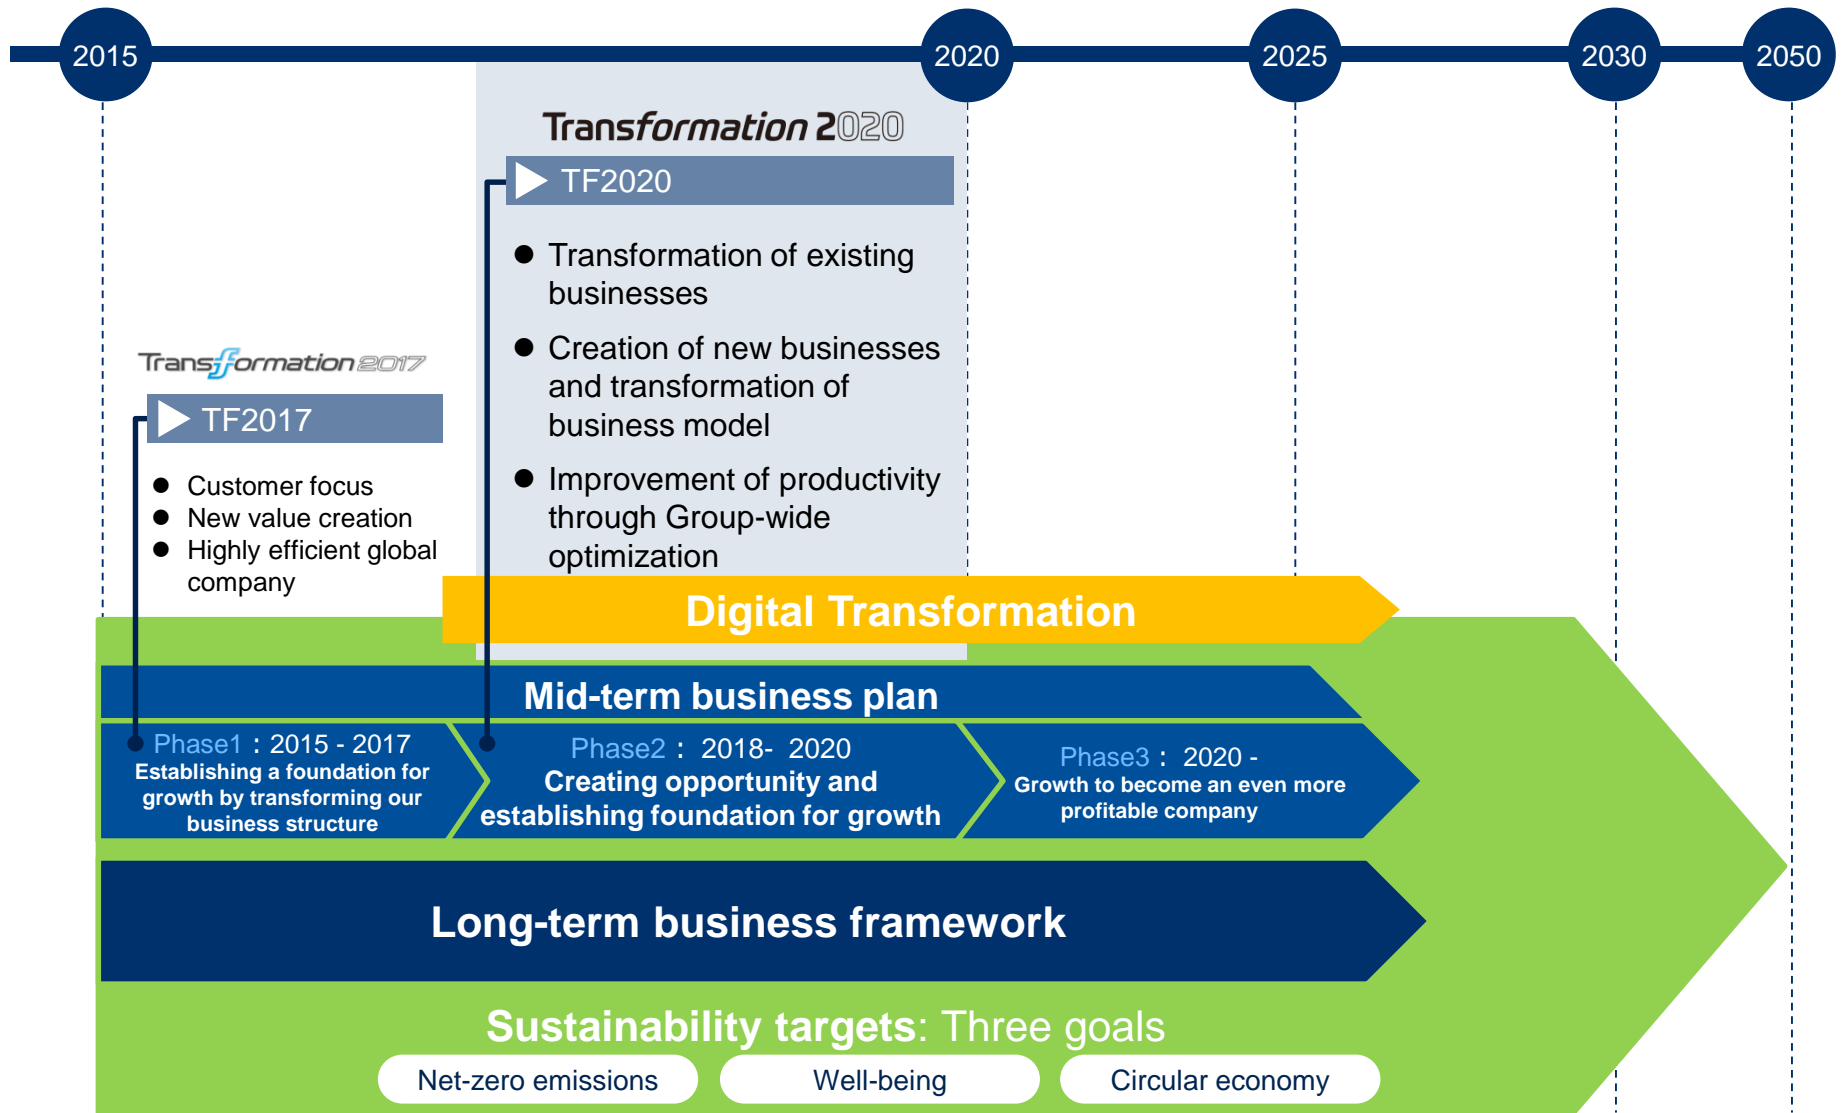 2015
2020
2025
2030
2050
Transformation 2020
TF2020
● Transformation of existing
businesses
● Creation of new businesses
and transformation of
business model
● Improvement of productivity
through Group-wide
optimization
Transformation 2017
TF2017
● Customer focus
● New value creation
● Highly efficient global
company
Digital Transformation
Mid-term business plan
Phase1：2015 - 2017
Establishing a foundation for
growth by transforming our
business structure
Phase2： 2018- 2020
Creating opportunity and
establishing foundation for growth
Phase3： 2020 -
Growth to become an even more
profitable company
Long-term business framework
Sustainability targets: Three goals
Net-zero emissions
Well-being
Circular economy